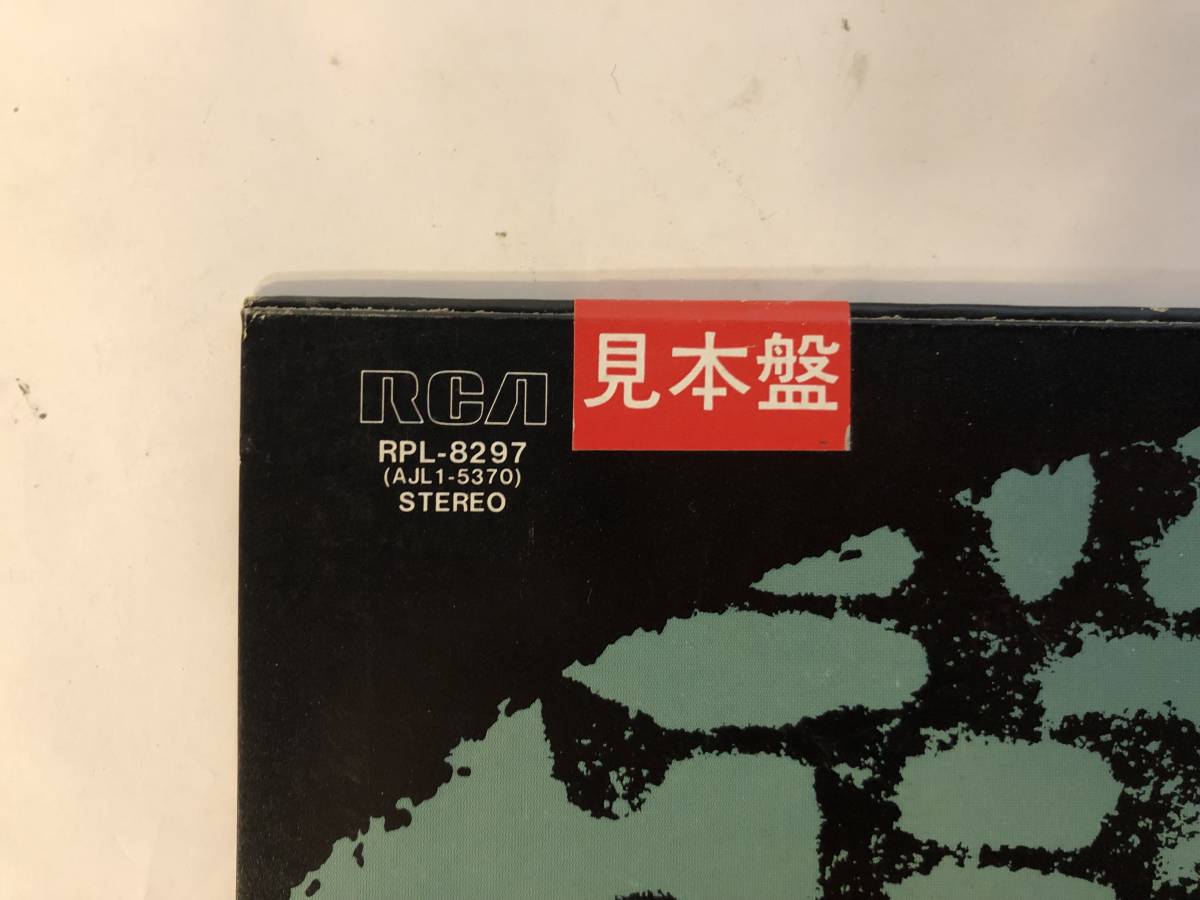 見本盤
RCA
RPL-8297
(AJL1-5370)
STEREO